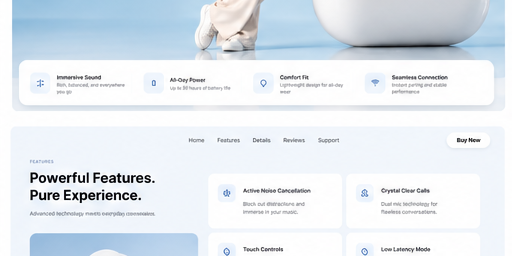 Immersive Sound
Rich, balanced, and everywhere
you go
All-Day Power
Up to 90 hours of battery life
Comfort Fit
Lightweight design for all-day
wear
Seamless Connection
Instant pairing and stable
performance
Home
Features
Details
Reviews
Support
Buy Now
FEATURES
Powerful Features.
Pure Experience.
Advanced technology meets everyday
Active Noise Cancellation
Block out distractions and
immerse in your music.
Crystal Clear Calls
Dual mic technology for
flawless conversations.
Touch Controls
Low Latency Mode